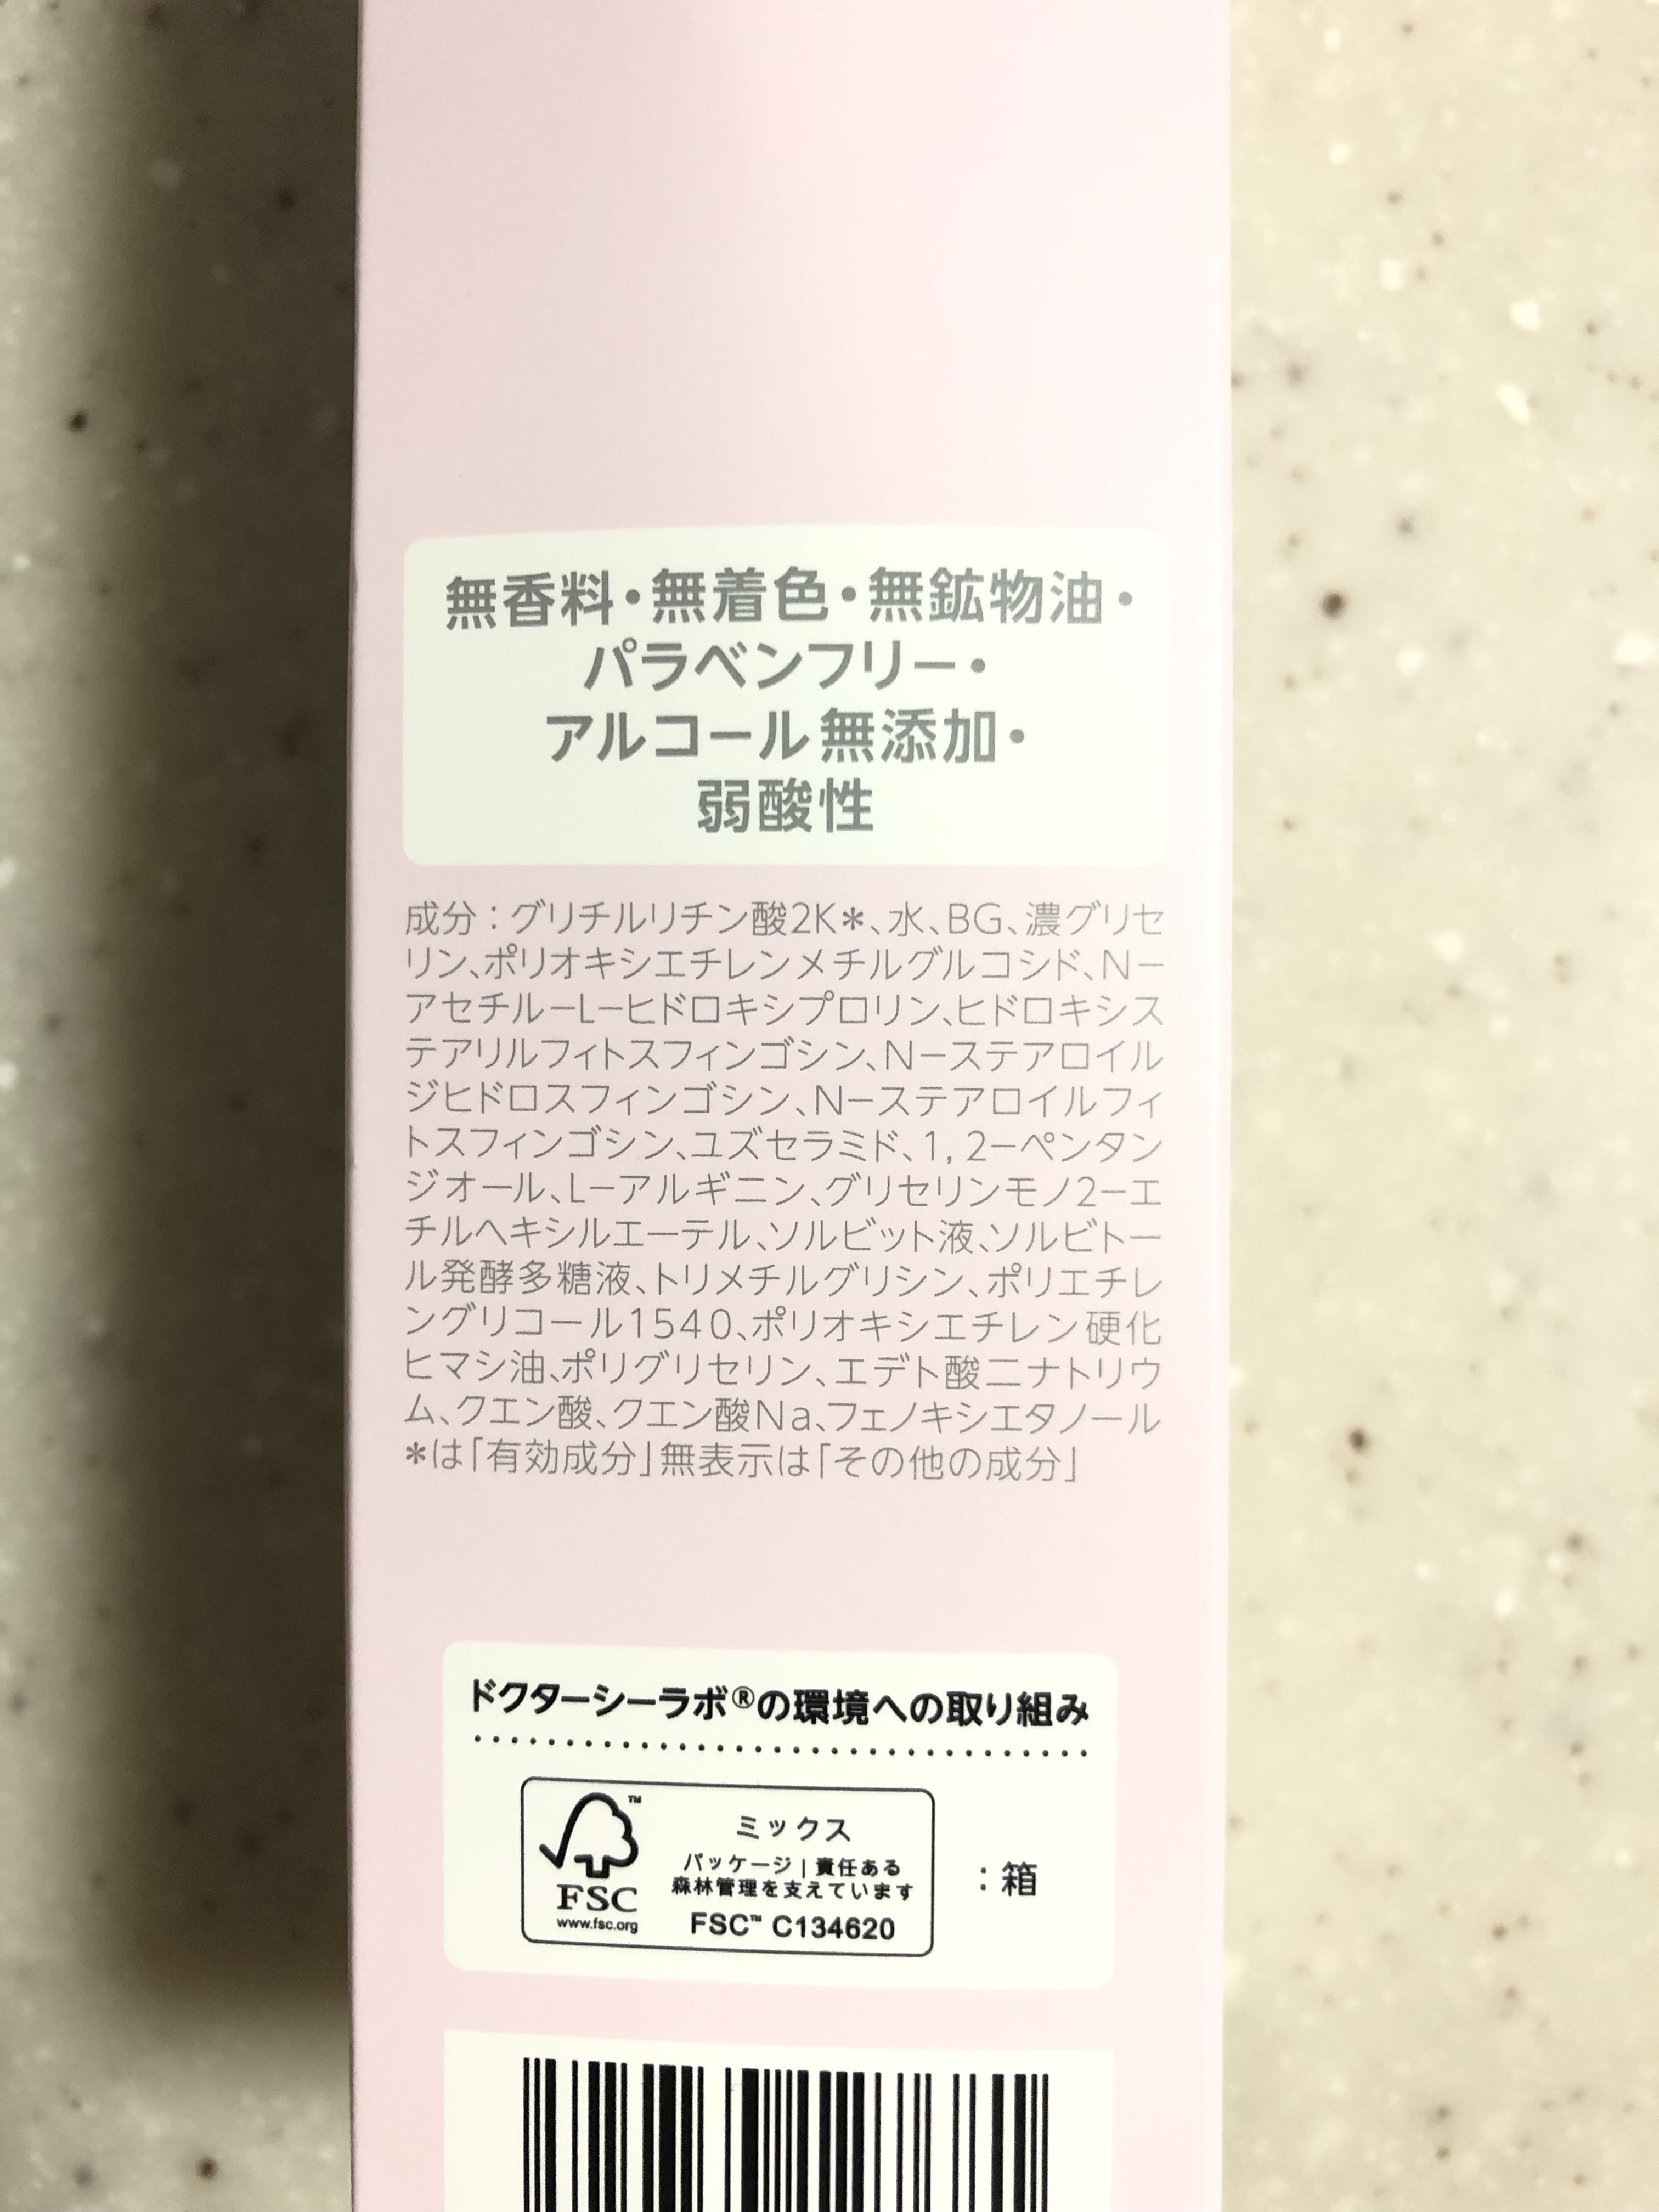 無香料・無着色・無鉱物油・
パラベンフリー・
アルコール無添加・
弱酸性
成分：グリチルリチン酸2K＊、水、BG、濃グリセ
リン、ポリオキシエチレンメチルグルコシド、N－
アセチル－L－ヒドロキシプロリン、ヒドロキシス
テアリルフィトスフィンゴシン、N－ステアロイル
ジヒドロスフィンゴシン、N－ステアロイルフィ
トスフィンゴシン、ユズセラミド、1，2－ペンタン
ジオール、L－アルギニン、グリセリンモノ2－エ
チルヘキシルエーテル、ソルビット液、ソルビトー
ル発酵多糖液、トリメチルグリシン、ポリエチレ
ングリコール1540、ポリオキシエチレン硬化
ヒマシ油、ポリグリセリン、エデト酸二ナトリウ
ム、クエン酸、クエン酸Na、フェノキシエタノール
＊は「有効成分」無表示は「その他の成分」
ドクターシーラボ®の環境への取り組み
ミックス
パッケージ｜責任ある
森林管理を支えています
FSC™ C134620
FSC
www.fsc.org
：箱